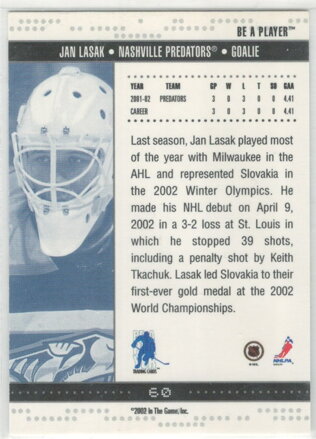 BE A PLAYER™
JAN LASAK • NASHVILLE PREDATORS® • GOALIE
YEAR TEAM GP W L T SO GAA
2001-02 PREDATORS 3 0 3 0 0 4.41
CAREER 3 0 3 0 0 4.41
Last season, Jan Lasak played most
of the year with Milwaukee in the
AHL and represented Slovakia in
the 2002 Winter Olympics. He
made his NHL debut on April 9,
2002 in a 3-2 loss at St. Louis in
which he stopped 39 shots,
including a penalty shot by Keith
Tkachuk. Lasak led Slovakia to their
first-ever gold medal at the 2002
World Championships.
TRADING CARDS
NHLPA
60
©2002 In The Game, Inc.